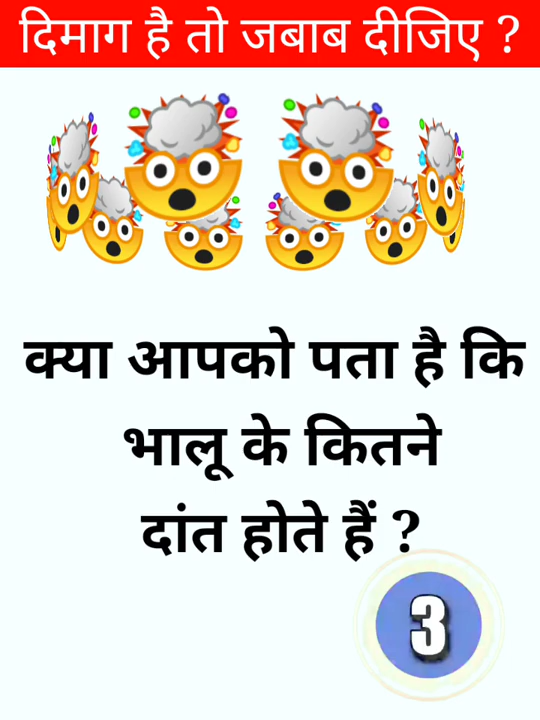 दिमाग है तो जबाब दीजिए ?
क्या आपको पता है कि
भालू के कितने
दांत होते हैं ?
3